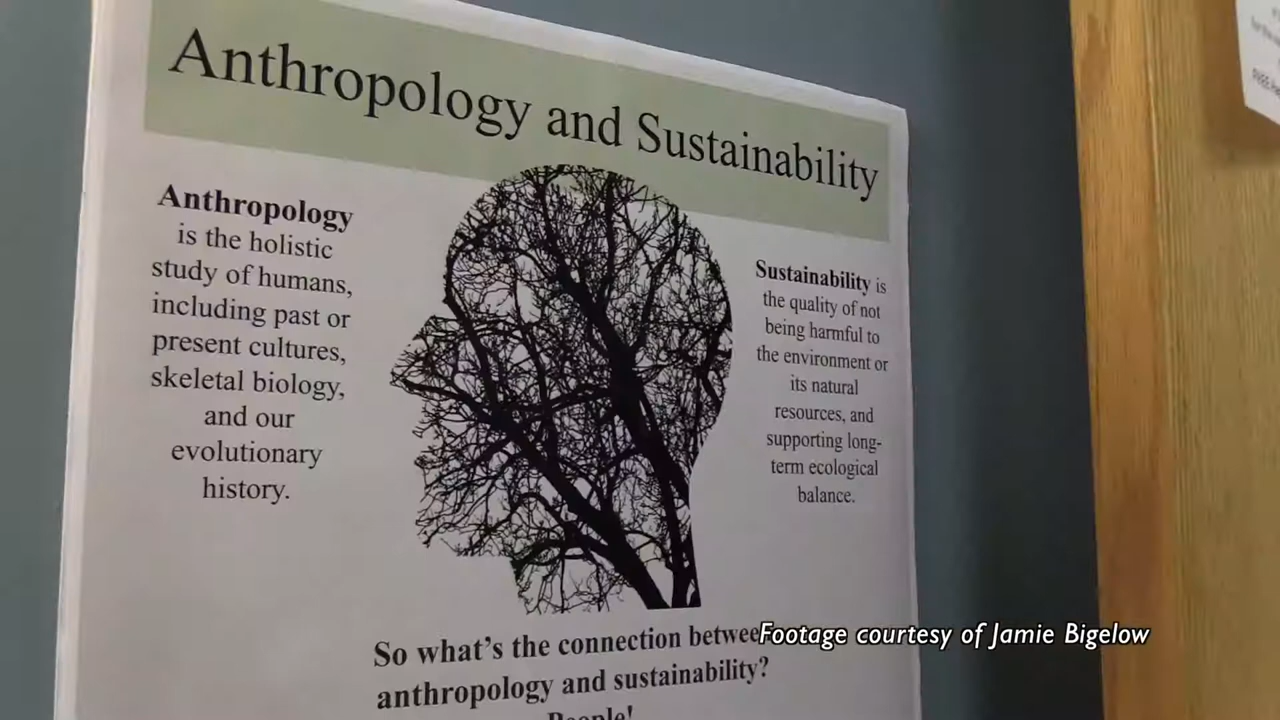 Anthropology and Sustainability
Anthropology
is the holistic
study of humans,
including past or
present cultures,
skeletal biology,
and our
evolutionary
history.
Sustainability is
the quality of not
being harmful to
the environment or
its natural
resources, and
supporting long-
term ecological
balance.
So what's the connection betwee
anthropology and sustainability?
People!
Footage courtesy of Jamie Bigelow